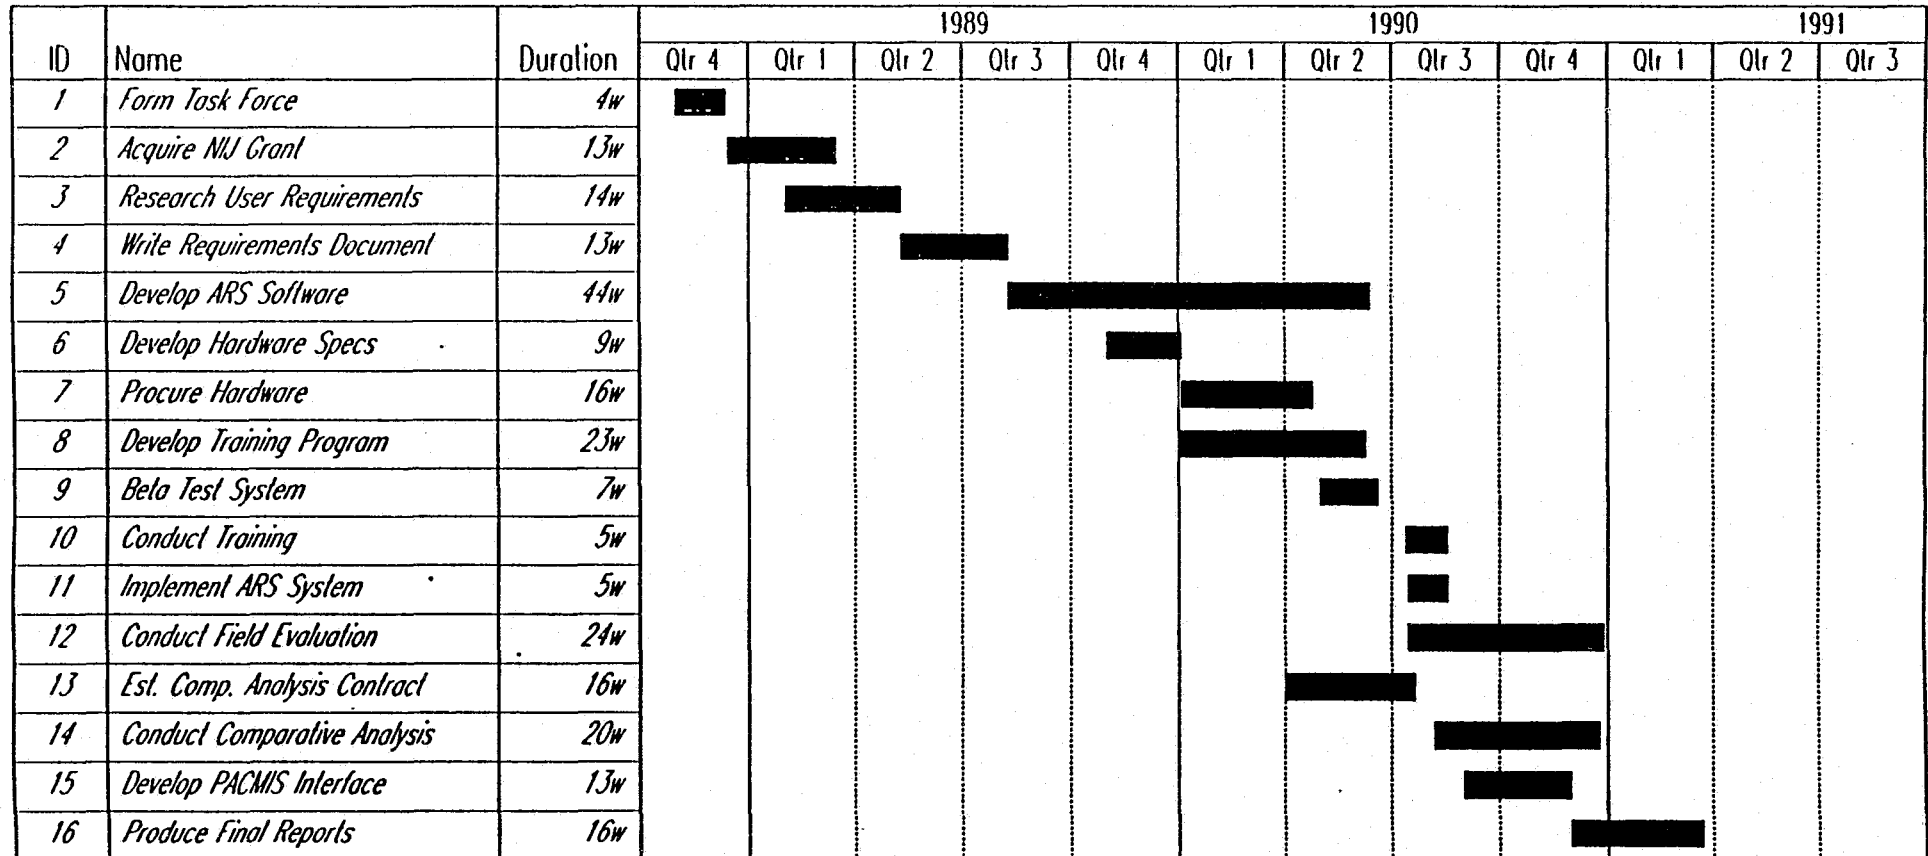 1989 1990 1991
ID Name Duration Qtr 4 Qtr 1 Qtr 2 Qtr 3 Qtr 4 Qtr 1 Qtr 2 Qtr 3 Qtr 4 Qtr 1 Qtr 2 Qtr 3
1 Form Task Force 4w
2 Acquire NIJ Grant 13w
3 Research User Requirements 14w
4 Write Requirements Document 13w
5 Develop ARS Software 44w
6 Develop Hardware Specs 9w
7 Procure Hardware 16w
8 Develop Training Program 23w
9 Beta Test System 7w
10 Conduct Training 5w
11 Implement ARS System 5w
12 Conduct Field Evaluation 24w
13 Est. Comp. Analysis Contract 16w
14 Conduct Comparative Analysis 20w
15 Develop PACMIS Interface 13w
16 Produce Final Reports 16w